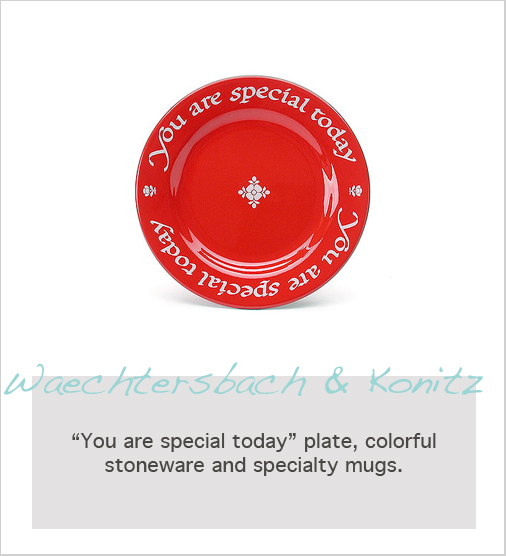 You are special today
You are special today
Waechtersbach & Konitz
“You are special today” plate, colorful
stoneware and specialty mugs.